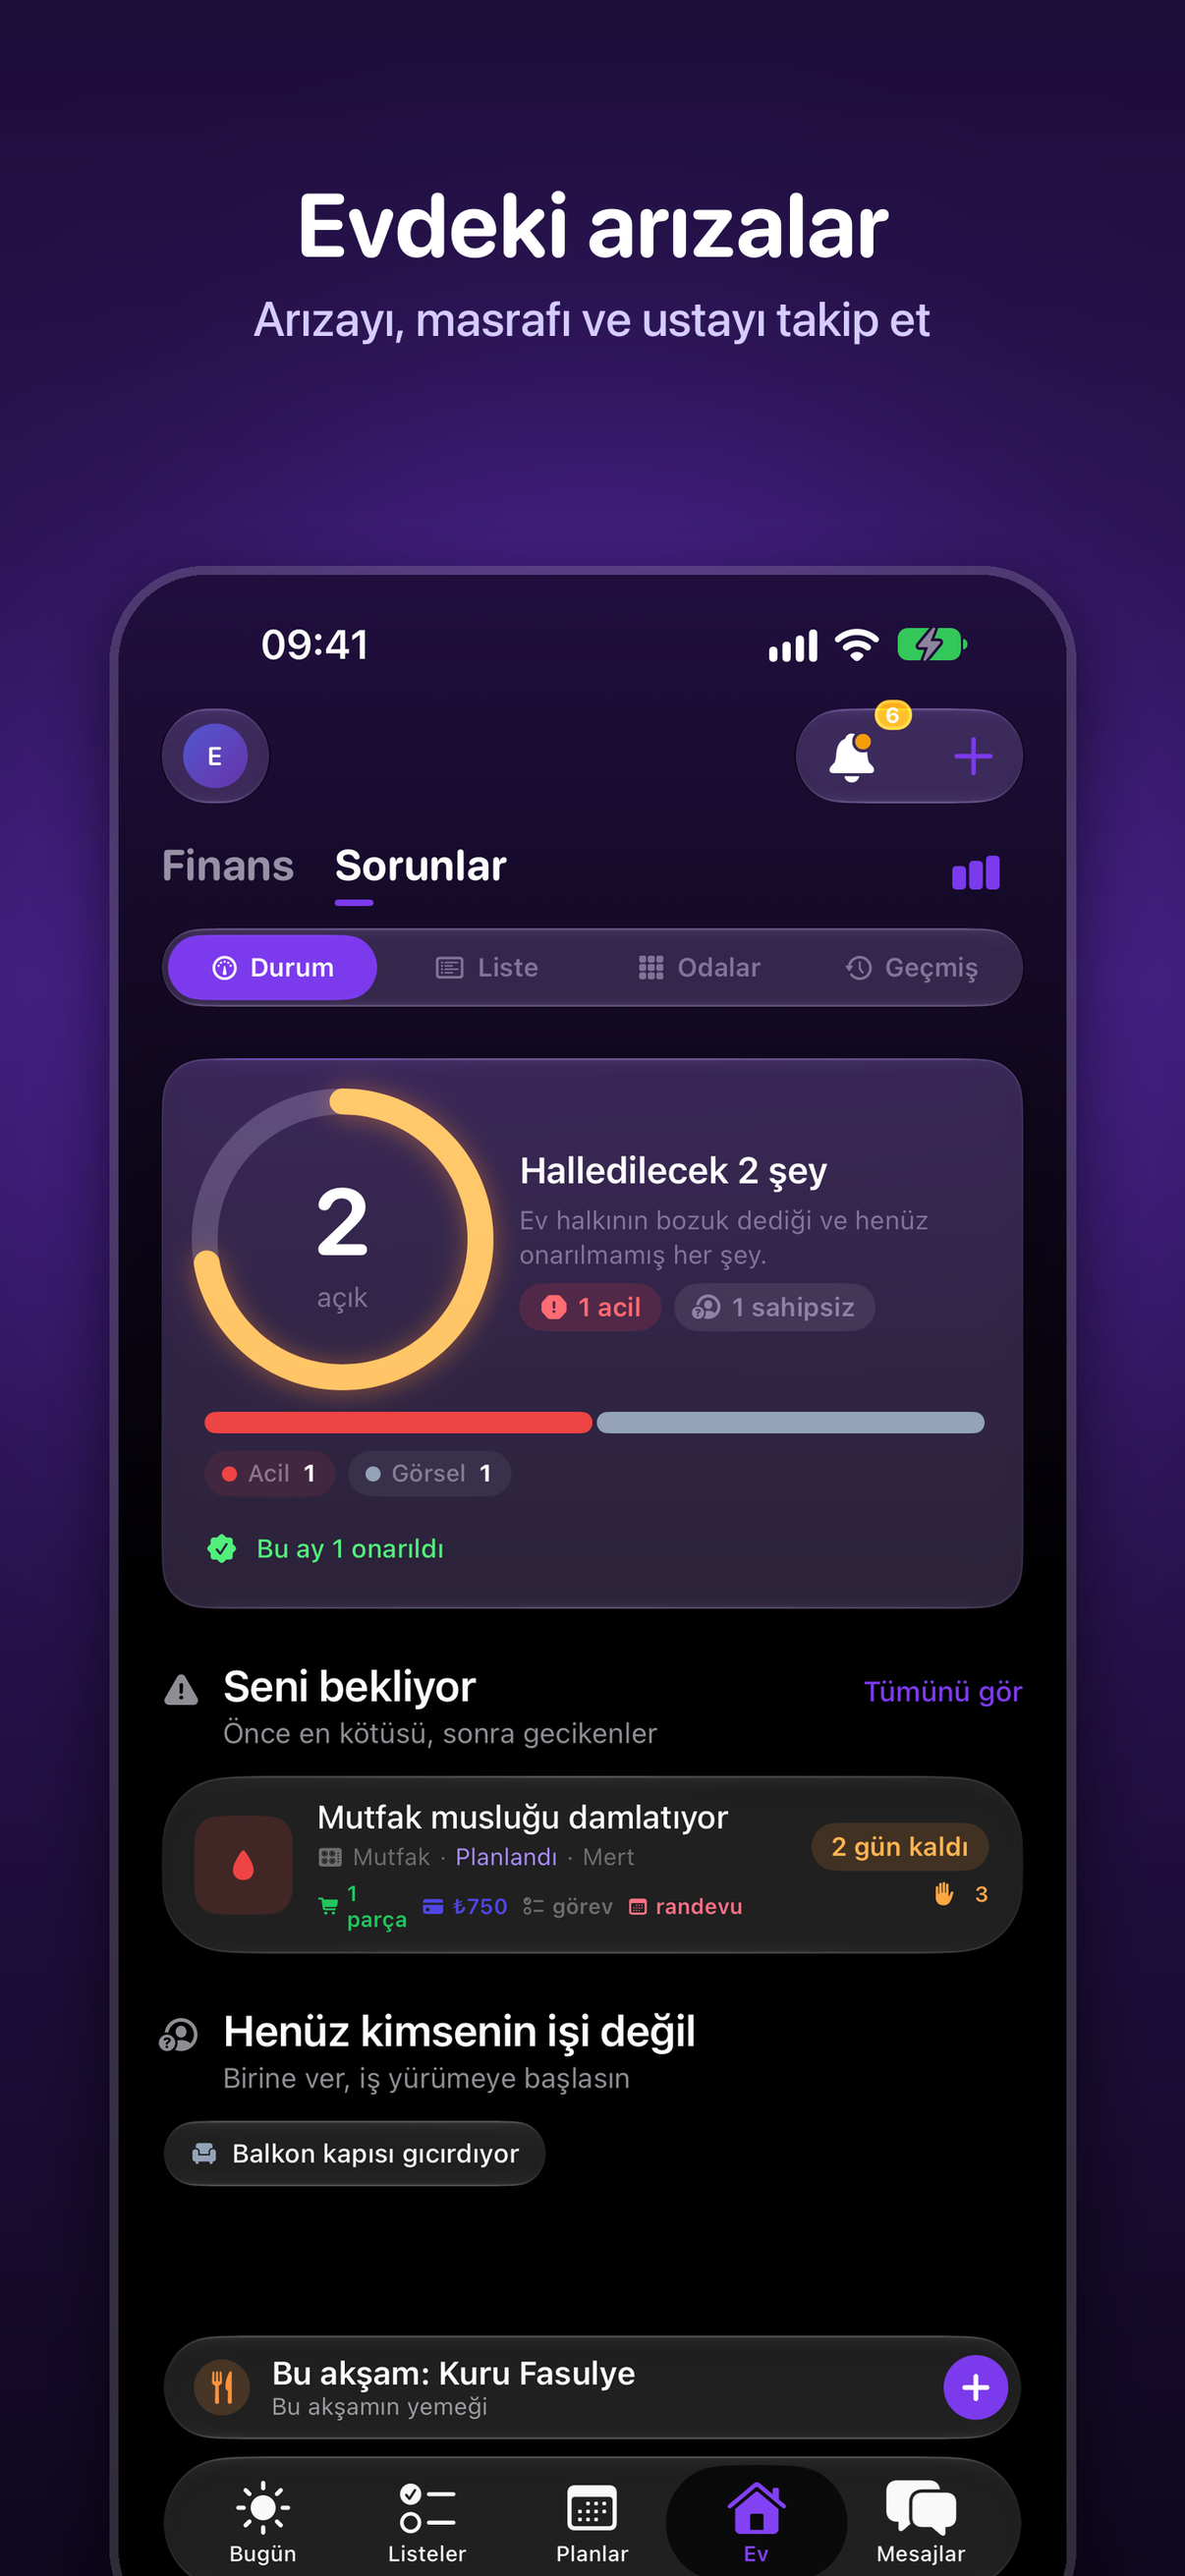 Evdeki arızalar
Arızayı, masrafı ve ustayı takip et
09:41
E
6
Finans
Sorunlar
Durum
Liste
Odalar
Geçmiş
2
açık
Halledilecek 2 şey
Ev halkının bozuk dediği ve henüz
onarılmamış her şey.
1 acil
1 sahipsiz
Acil 1
Görsel 1
Bu ay 1 onarıldı
Seni bekliyor
Tümünü gör
Önce en kötüsü, sonra gecikenler
Mutfak musluğu damlatıyor
2 gün kaldı
Mutfak · Planlandı · Mert
1
parça
₺750
görev
randevu
3
Henüz kimsenin işi değil
Birine ver, iş yürümeye başlasın
Balkon kapısı gıcırdıyor
Bu akşam: Kuru Fasulye
Bu akşamın yemeği
Bugün
Listeler
Planlar
Ev
Mesajlar